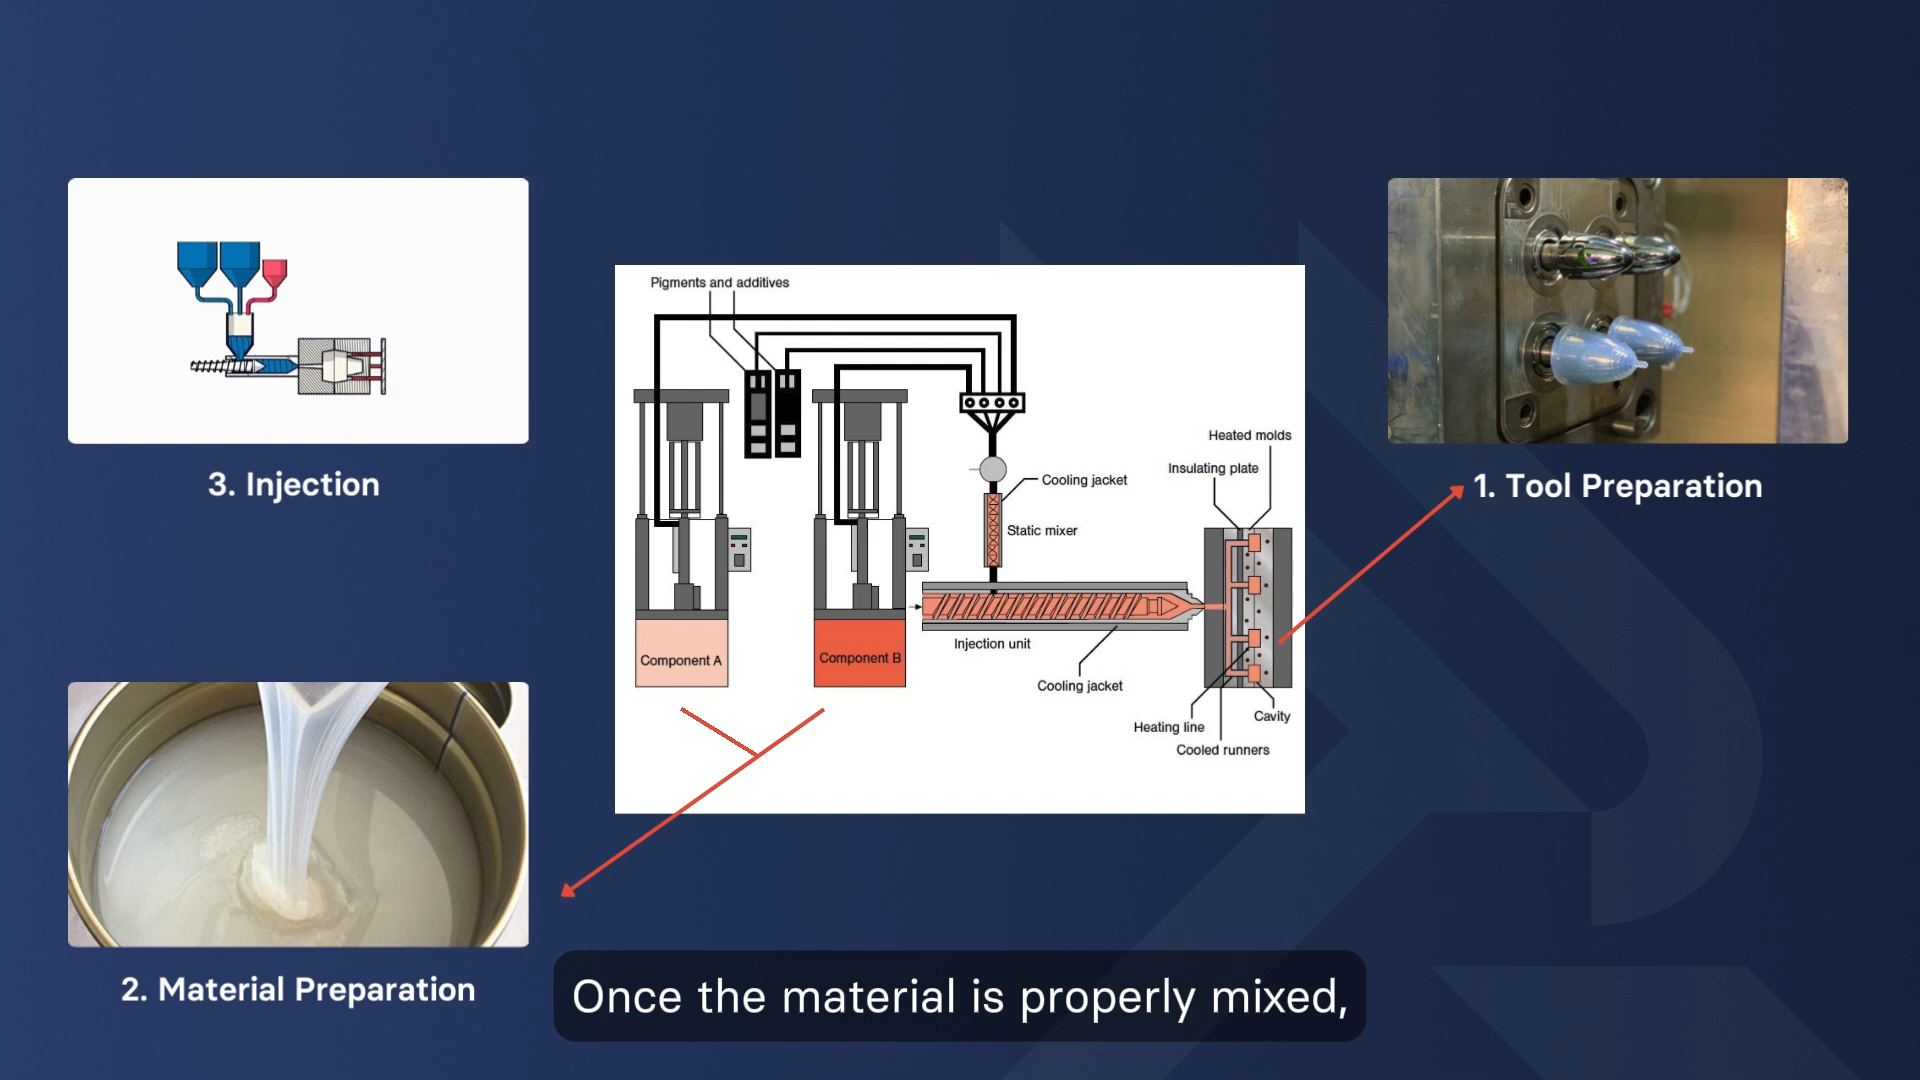 3. Injection
2. Material Preparation
Pigments and additives
Cooling jacket
Static mixer
Heated molds
Insulating plate
Component A
Component B
Injection unit
Cooling jacket
Heating line
Cavity
Cooled runners
1. Tool Preparation
Once the material is properly mixed,